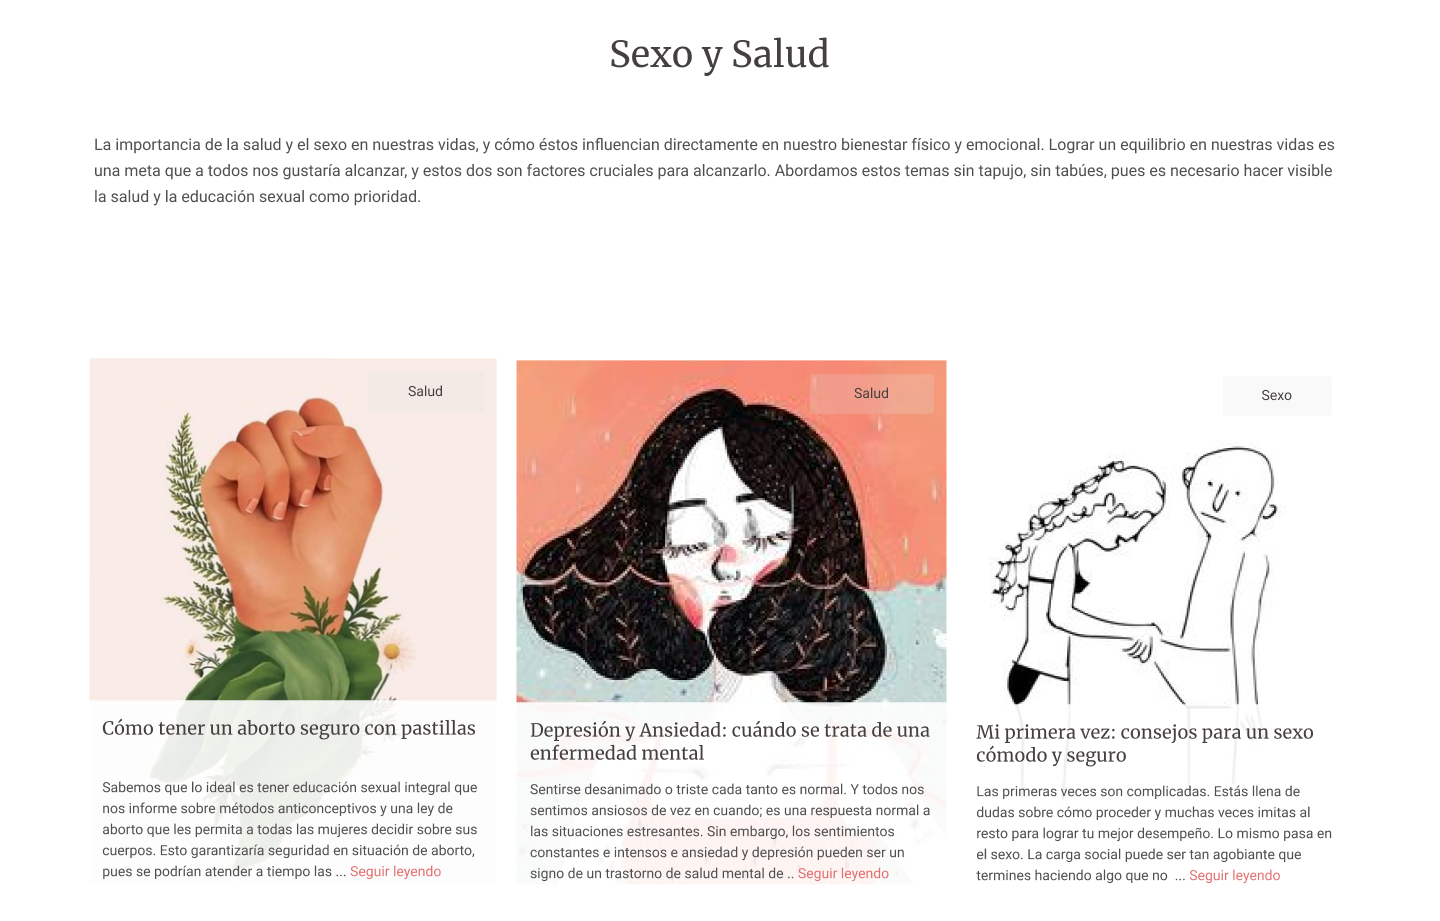 Sexo y Salud
La importancia de la salud y el sexo en nuestras vidas, y cómo éstos influencian directamente en nuestro bienestar físico y emocional. Lograr un equilibrio en nuestras vidas es
una meta que a todos nos gustaría alcanzar, y estos dos son factores cruciales para alcanzarlo. Abordamos estos temas sin tapujo, sin tabúes, pues es necesario hacer visible
la salud y la educación sexual como prioridad.
Salud
Cómo tener un aborto seguro con pastillas
Sabemos que lo ideal es tener educación sexual integral que
nos informe sobre métodos anticonceptivos y una ley de
aborto que les permita a todas las mujeres decidir sobre sus
cuerpos. Esto garantizaría seguridad en situación de aborto,
pues se podrían atender a tiempo las ... Seguir leyendo
Salud
Depresión y Ansiedad: cuándo se trata de una
enfermedad mental
Sentirse desanimado o triste cada tanto es normal. Y todos nos
sentimos ansiosos de vez en cuando; es una respuesta normal a
las situaciones estresantes. Sin embargo, los sentimientos
constantes e intensos e ansiedad y depresión pueden ser un
signo de un trastorno de salud mental de .. Seguir leyendo
Sexo
Mi primera vez: consejos para un sexo
cómodo y seguro
Las primeras veces son complicadas. Estás llena de
dudas sobre cómo proceder y muchas veces imitas al
resto para lograr tu mejor desempeño. Lo mismo pasa en
el sexo. La carga social puede ser tan agobiante que
termines haciendo algo que no  ... Seguir leyendo